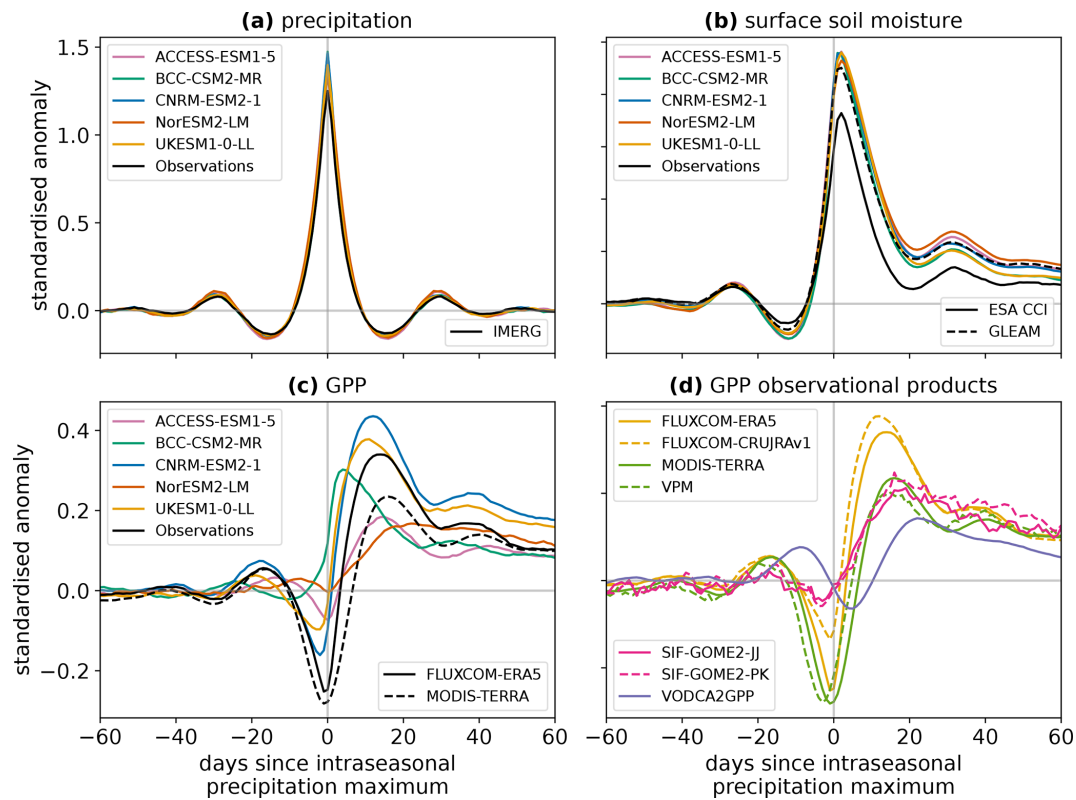 (a) precipitation
standardised anomaly
1.5
1.0
0.5
0.0
ACCESS-ESM1-5
BCC-CSM2-MR
CNRM-ESM2-1
NorESM2-LM
UKESM1-0-LL
Observations
IMERG
(b) surface soil moisture
ACCESS-ESM1-5
BCC-CSM2-MR
CNRM-ESM2-1
NorESM2-LM
UKESM1-0-LL
Observations
ESA CCI
GLEAM
(c) GPP
standardised anomaly
0.4
0.2
0.0
−0.2
ACCESS-ESM1-5
BCC-CSM2-MR
CNRM-ESM2-1
NorESM2-LM
UKESM1-0-LL
Observations
FLUXCOM-ERA5
MODIS-TERRA
−60 −40 −20 0 20 40 60
days since intraseasonal
precipitation maximum
(d) GPP observational products
FLUXCOM-ERA5
FLUXCOM-CRUJRAv1
MODIS-TERRA
VPM
SIF-GOME2-JJ
SIF-GOME2-PK
VODCA2GPP
−60 −40 −20 0 20 40 60
days since intraseasonal
precipitation maximum